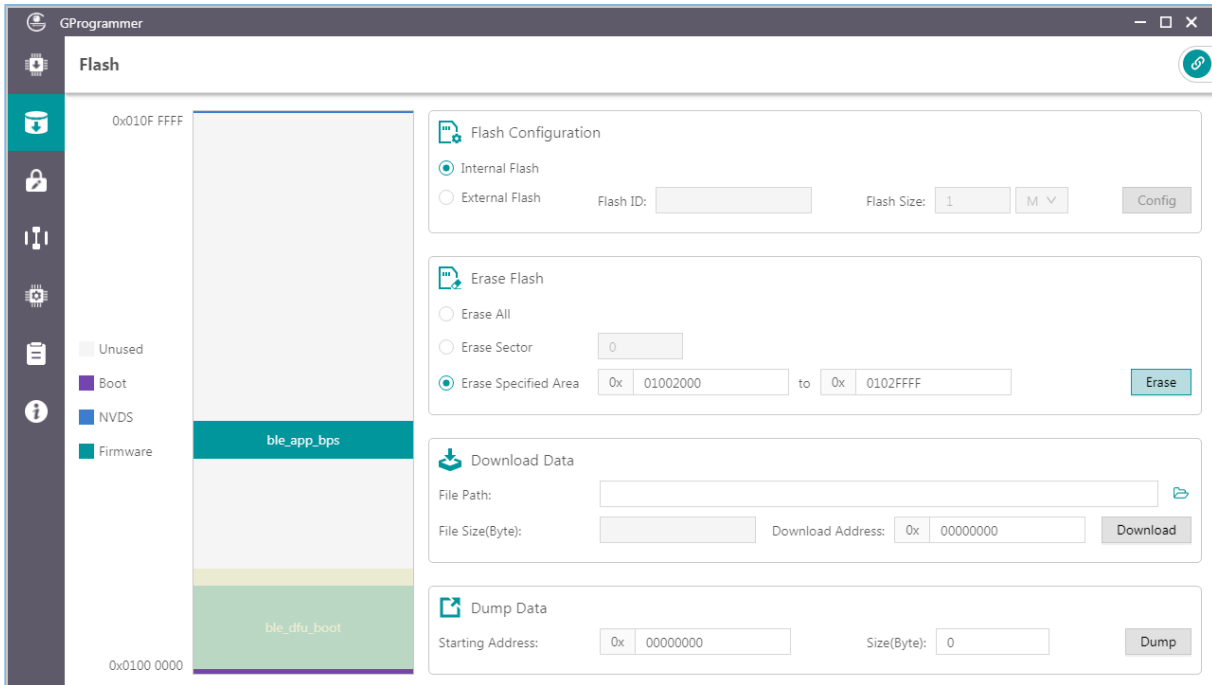 GProgrammer
Flash
0x010F FFFF
Unused
Boot
NVDS
Firmware
ble_app_bps
ble_dfu_boot
0x0100 0000
Flash Configuration
Internal Flash
External Flash Flash ID: Flash Size: 1 M Config
Erase Flash
Erase All
Erase Sector 0
Erase Specified Area 0x 01002000 to 0x 0102FFFF Erase
Download Data
File Path:
File Size(Byte): Download Address: 0x 00000000 Download
Dump Data
Starting Address: 0x 00000000 Size(Byte): 0 Dump